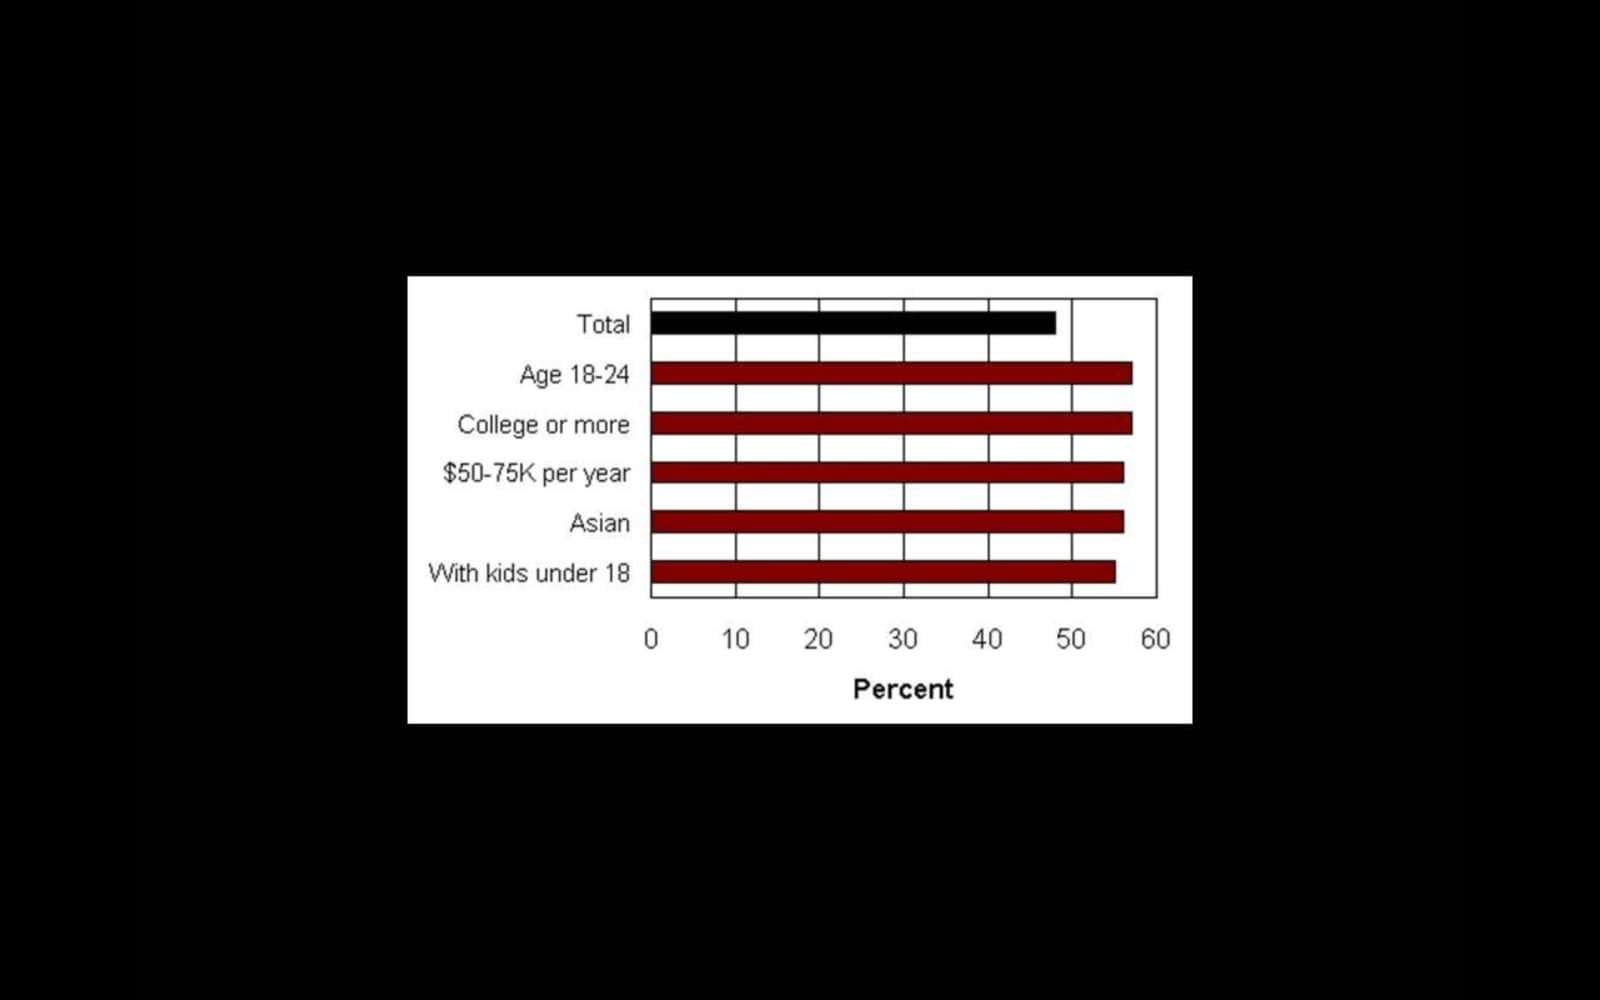 Total
Age 18-24
College or more
$50-75K per year
Asian
With kids under 18
0 10 20 30 40 50 60
Percent